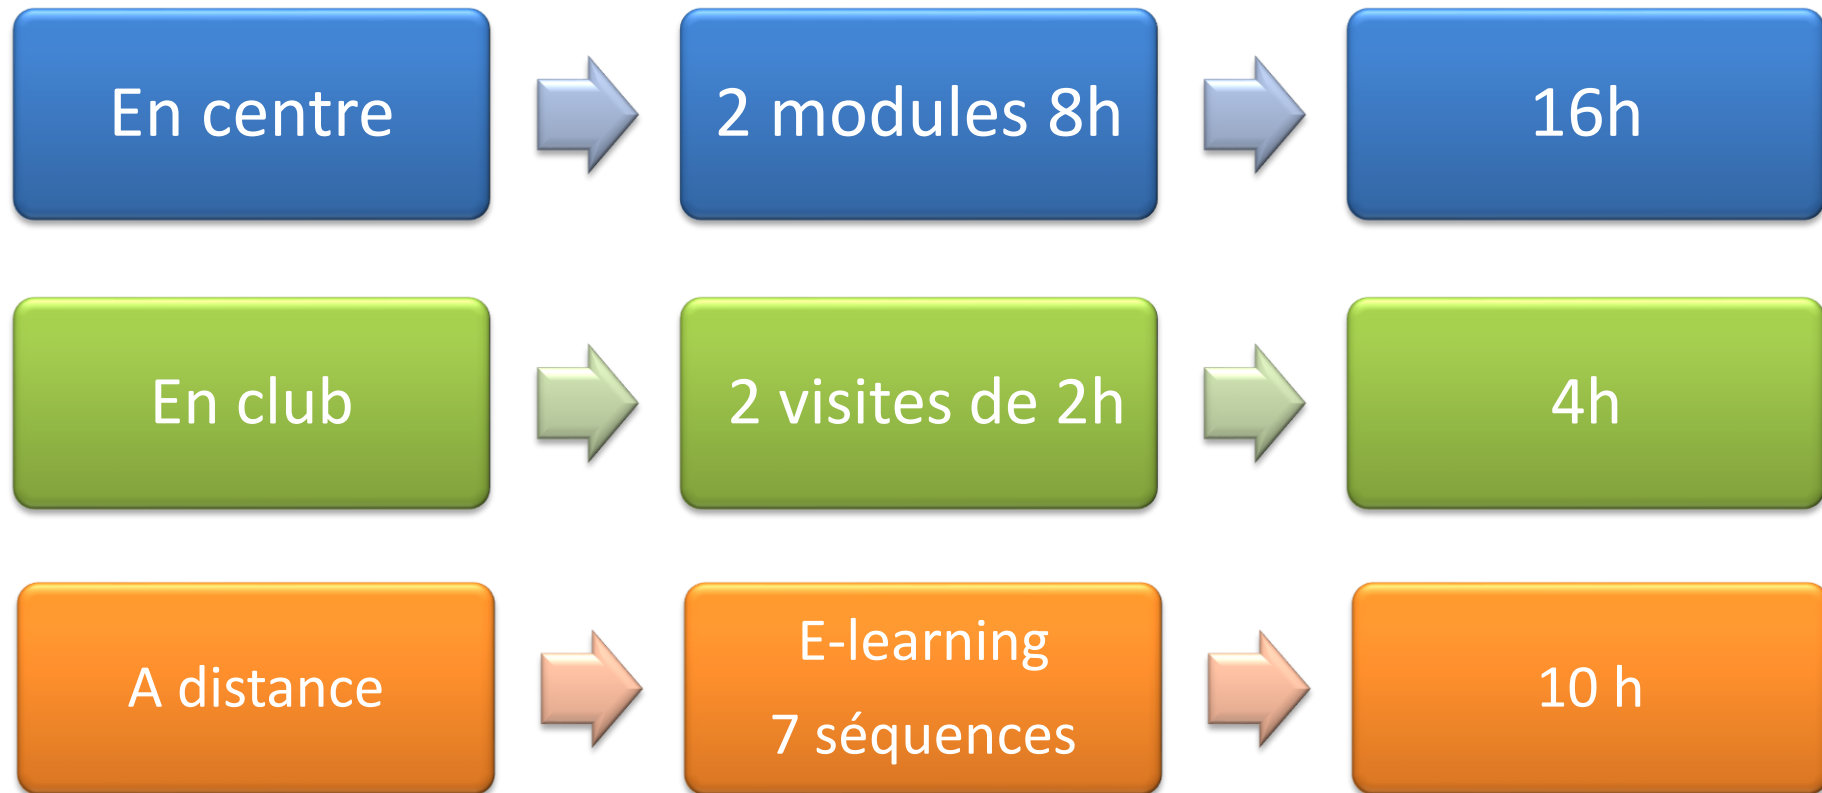 En centre
2 modules 8h
16h
En club
2 visites de 2h
4h
A distance
E-learning
7 séquences
10 h